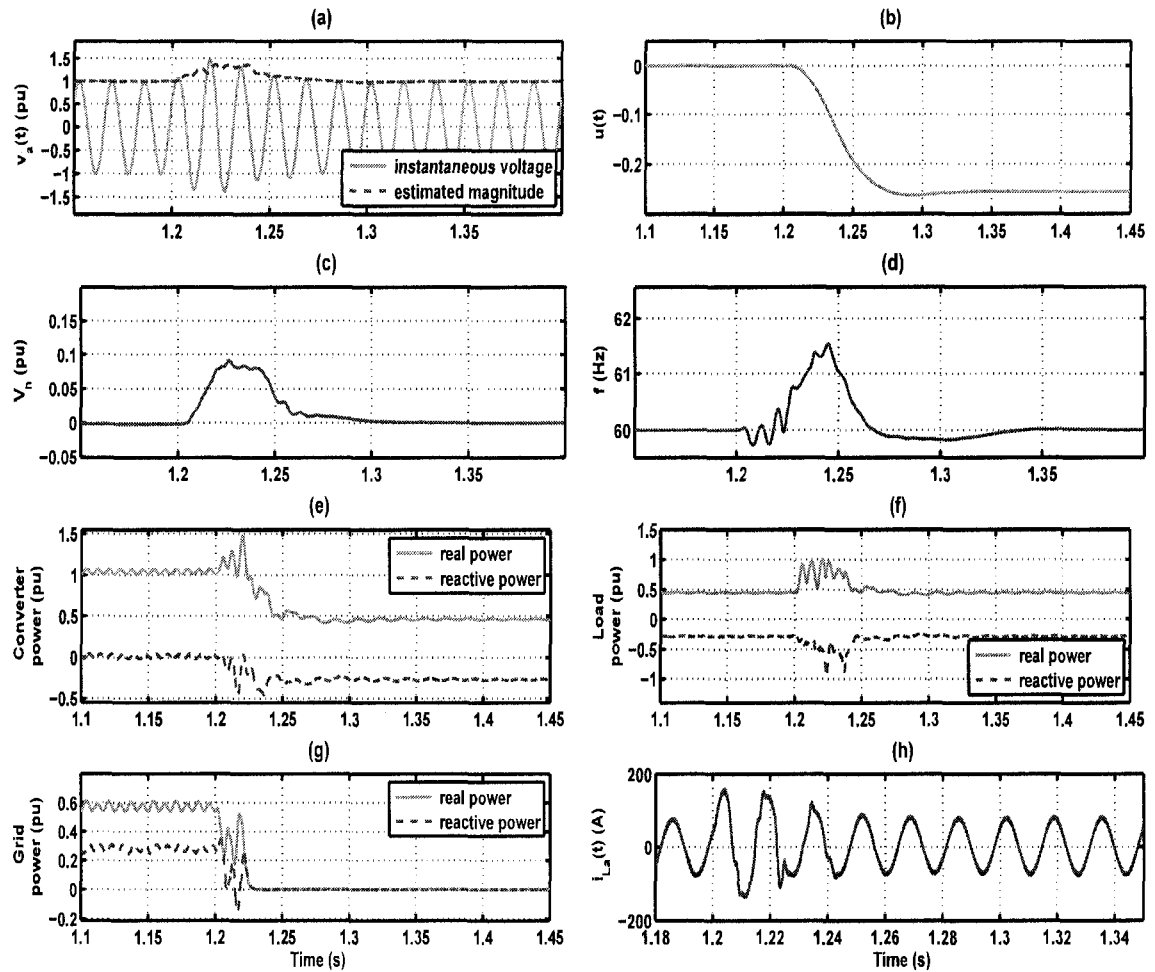 (a)
v_a(t) (pu)
1.5
1
0.5
0
−0.5
−1
−1.5
instantaneous voltage
estimated magnitude
1.2 1.25 1.3 1.35
(b)
u(t)
0
−0.1
−0.2
1.1 1.15 1.2 1.25 1.3 1.35 1.4 1.45
(c)
V_n (pu)
0.15
0.1
0.05
0
−0.05
1.2 1.25 1.3 1.35
(d)
f (Hz)
62
61
60
1.2 1.25 1.3 1.35
(e)
Converter
power (pu)
1.5
1
0.5
0
−0.5
real power
reactive power
1.1 1.15 1.2 1.25 1.3 1.35 1.4 1.45
(f)
Load
power (pu)
1.5
1
0.5
0
−0.5
−1
real power
reactive power
1.1 1.15 1.2 1.25 1.3 1.35 1.4 1.45
(g)
Grid
power (pu)
0.6
0.4
0.2
0
−0.2
real power
reactive power
1.1 1.15 1.2 1.25 1.3 1.35 1.4 1.45
Time (s)
(h)
i_La(t) (A)
200
0
−200
1.18 1.2 1.22 1.24 1.26 1.28 1.3 1.32 1.34
Time (s)